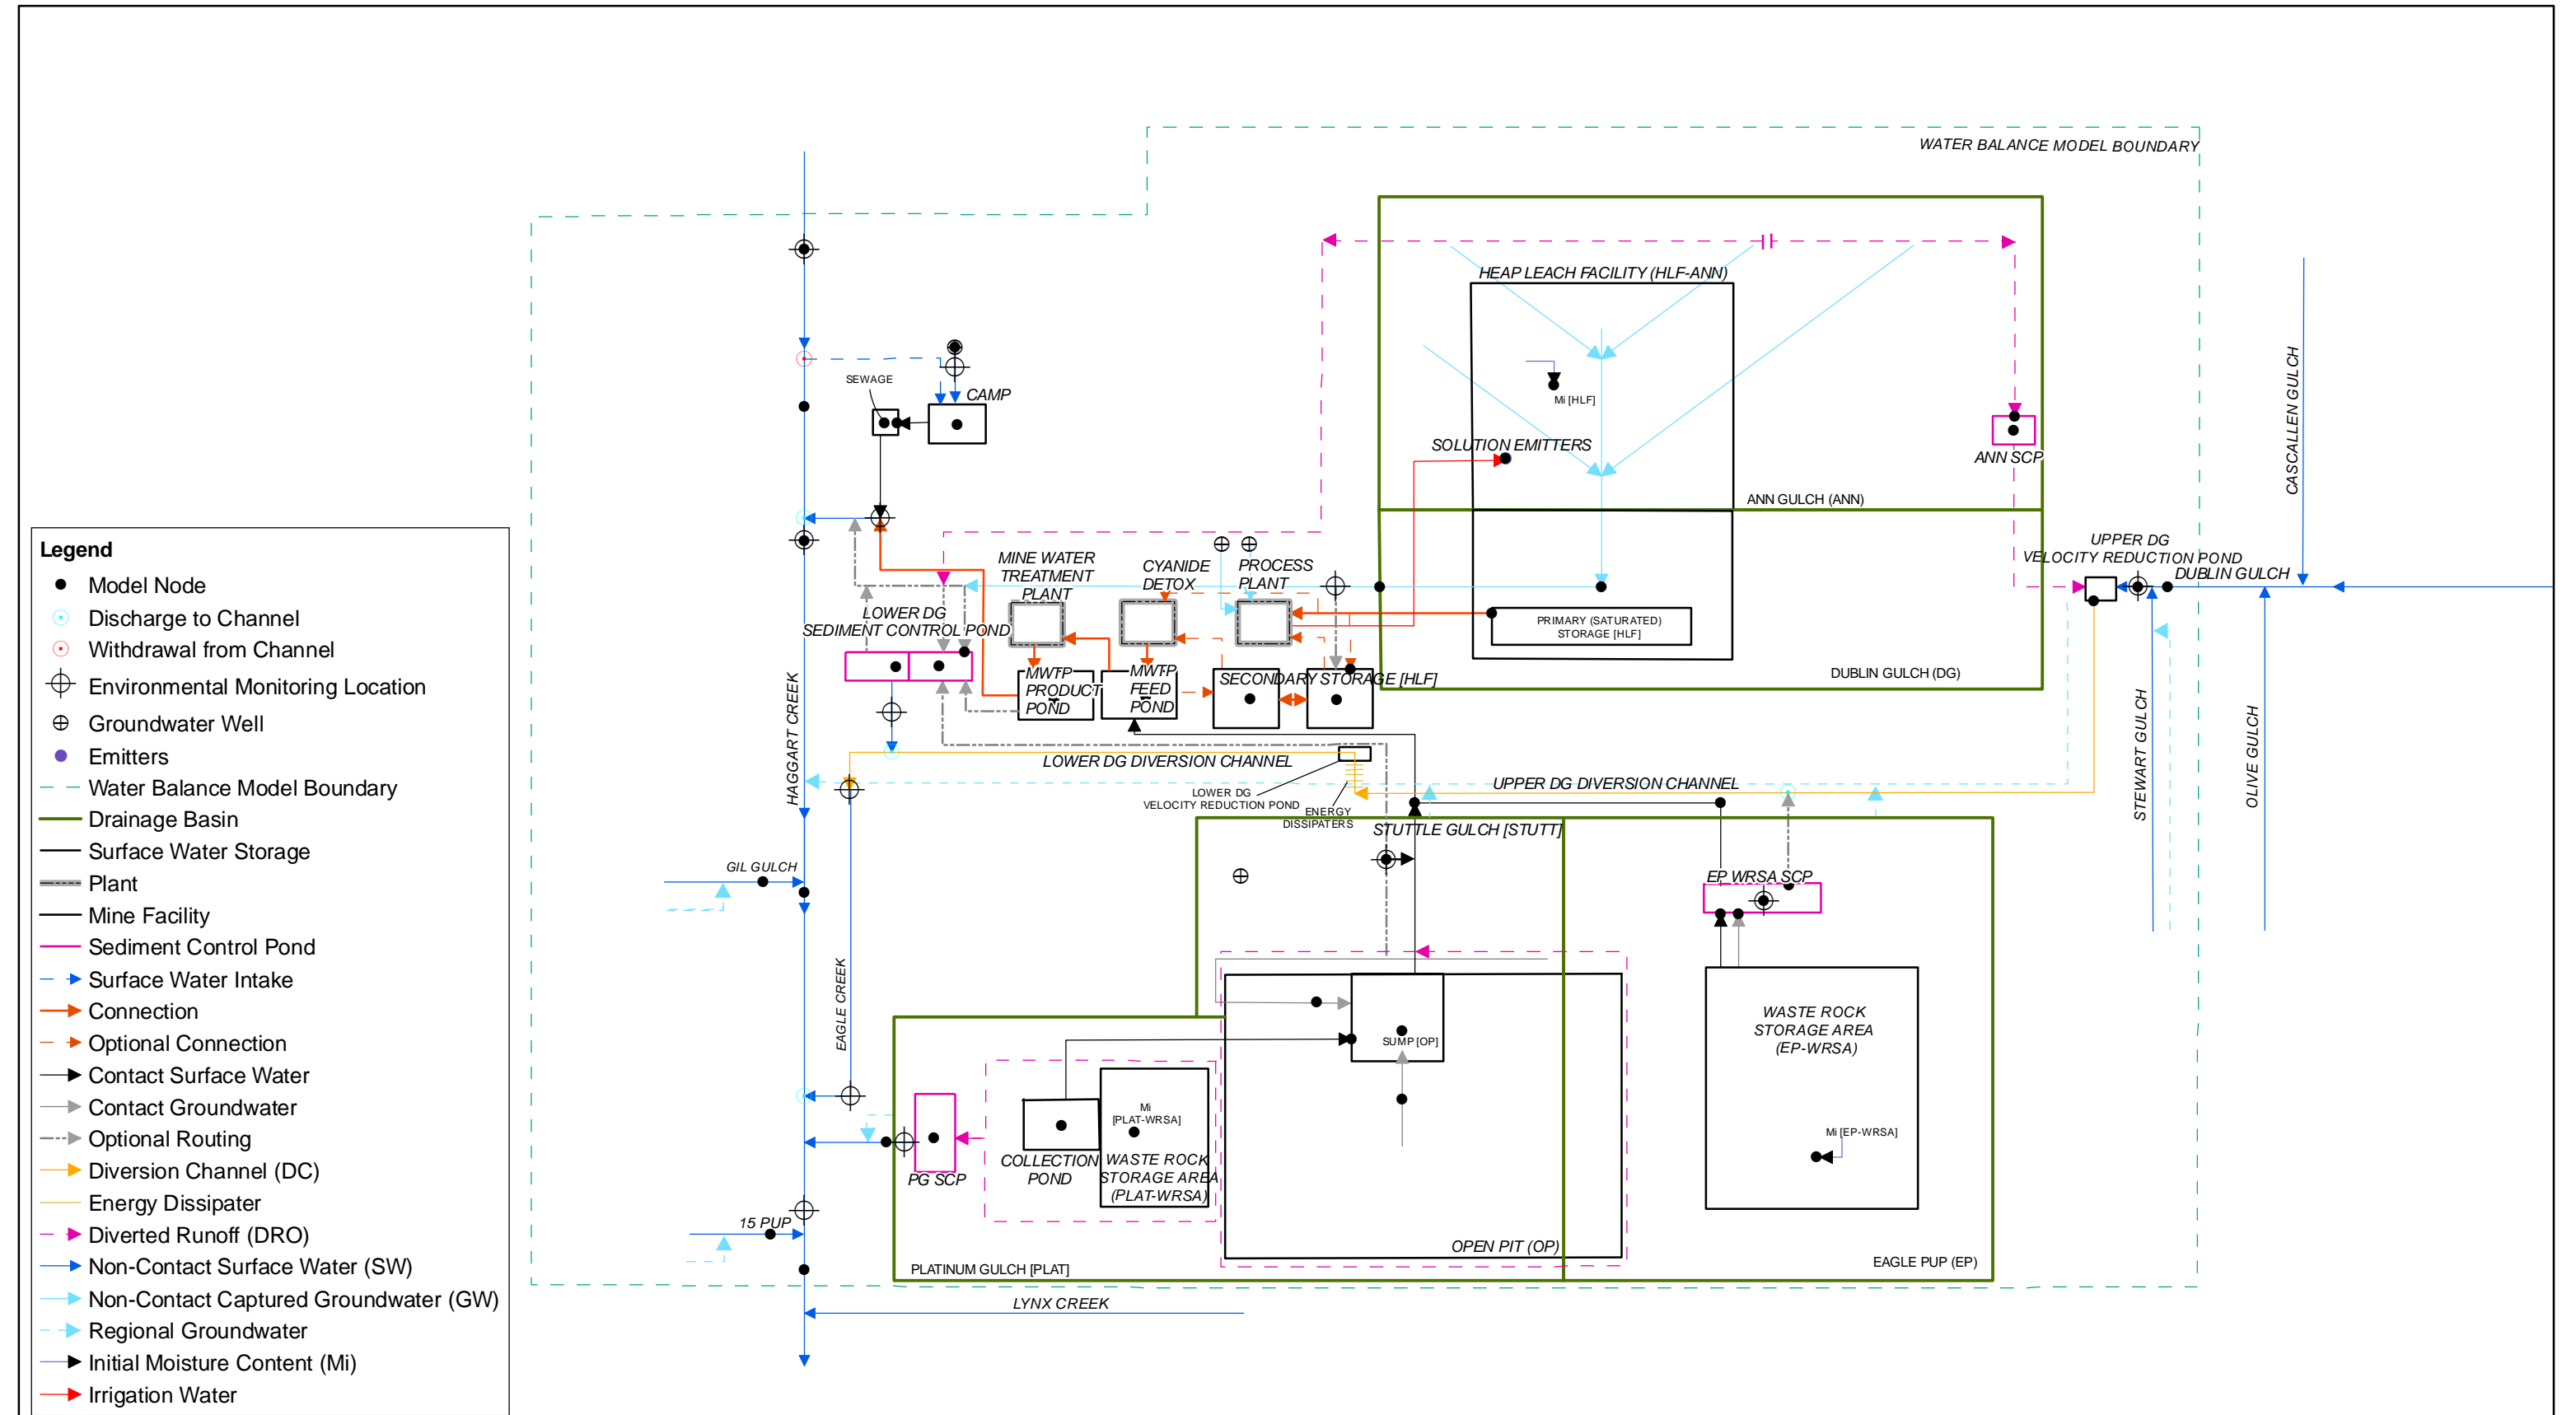 WATER BALANCE MODEL BOUNDARY
HEAP LEACH FACILITY (HLF-ANN)
Mi [HLF]
SOLUTION EMITTERS
ANN SCP
ANN GULCH (ANN)
CASCALLEN GULCH
SEWAGE
CAMP
UPPER DG
VELOCITY REDUCTION POND
DUBLIN GULCH
MINE WATER
TREATMENT
PLANT
CYANIDE
DETOX
PROCESS
PLANT
LOWER DG
SEDIMENT CONTROL POND
PRIMARY (SATURATED)
STORAGE [HLF]
DUBLIN GULCH (DG)
MWTP
PRODUCT
POND
MWTP
FEED
POND
SECONDARY STORAGE [HLF]
HAGGART CREEK
STEWART GULCH
OLIVE GULCH
LOWER DG DIVERSION CHANNEL
UPPER DG DIVERSION CHANNEL
LOWER DG
VELOCITY REDUCTION POND
ENERGY
DISSIPATERS
STUTTLE GULCH [STUTT]
GIL GULCH
EP WRSA SCP
EAGLE CREEK
SUMP [OP]
WASTE ROCK
STORAGE AREA
(EP-WRSA)
Mi
[PLAT-WRSA]
Mi [EP-WRSA]
PG SCP
COLLECTION
POND
WASTE ROCK
STORAGE AREA
(PLAT-WRSA)
15 PUP
OPEN PIT (OP)
PLATINUM GULCH [PLAT]
EAGLE PUP (EP)
LYNX CREEK
Legend
Model Node
Discharge to Channel
Withdrawal from Channel
Environmental Monitoring Location
Groundwater Well
Emitters
Water Balance Model Boundary
Drainage Basin
Surface Water Storage
Plant
Mine Facility
Sediment Control Pond
Surface Water Intake
Connection
Optional Connection
Contact Surface Water
Contact Groundwater
Optional Routing
Diversion Channel (DC)
Energy Dissipater
Diverted Runoff (DRO)
Non-Contact Surface Water (SW)
Non-Contact Captured Groundwater (GW)
Regional Groundwater
Initial Moisture Content (Mi)
Irrigation Water